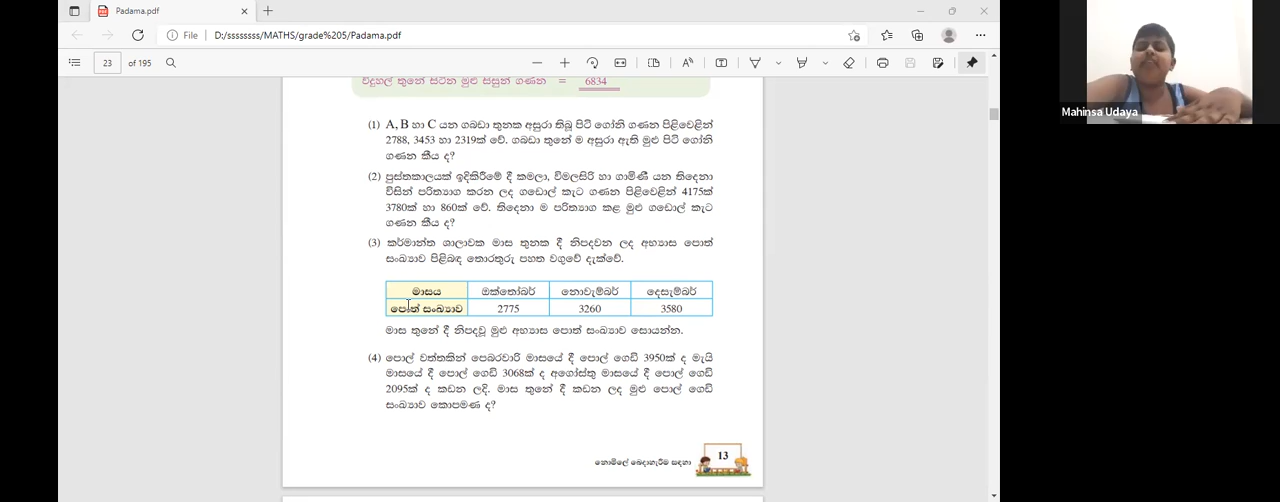 Padama.pdf
File
D:/ssssssss/MATHS/grade%205/Padama.pdf
23 of 195
Mahinsa Udaya
විදුහල් තුනේ සිටින මුළු සිසුන් ගණන = 6834
(1) A, B හා C යන ගබඩා තුනක අසුරා තිබූ පිටි ගෝනි ගණන පිළිවෙළින්
2788, 3453 හා 2319ක් වේ. ගබඩා තුනේ ම අසුරා ඇති මුළු පිටි ගෝනි
ගණන කීය ද?
(2) පුස්තකාලයක් ඉදිකිරීමේ දී කමලා, විමලසිරි හා ගාමිණී යන තිදෙනා
විසින් පරිත්‍යාග කරන ලද ගඩොල් කැට ගණන පිළිවෙළින් 4175ක්
3780ක් හා 860ක් වේ. තිදෙනා ම පරිත්‍යාග කළ මුළු ගඩොල් කැට
ගණන කීය ද?
(3) කර්මාන්ත ශාලාවක මාස තුනක දී නිපදවන ලද අභ්‍යාස පොත්
සංඛ්‍යාව පිළිබඳ තොරතුරු පහත වගුවේ දැක්වේ.
මාසය ඔක්තෝබර් නොවැම්බර් දෙසැම්බර්
පොත් සංඛ්‍යාව 2775 3260 3580
මාස තුනේ දී නිපදවූ මුළු අභ්‍යාස පොත් සංඛ්‍යාව සොයන්න.
(4) පොල් වත්තකින් පෙබරවාරි මාසයේ දී පොල් ගෙඩි 3950ක් ද මැයි
මාසයේ දී පොල් ගෙඩි 3068ක් ද අගෝස්තු මාසයේ දී පොල් ගෙඩි
2095ක් ද කඩන ලදි. මාස තුනේ දී කඩන ලද මුළු පොල් ගෙඩි
සංඛ්‍යාව කොපමණ ද?
නොමිලේ බෙදාහැරීම සඳහා
13